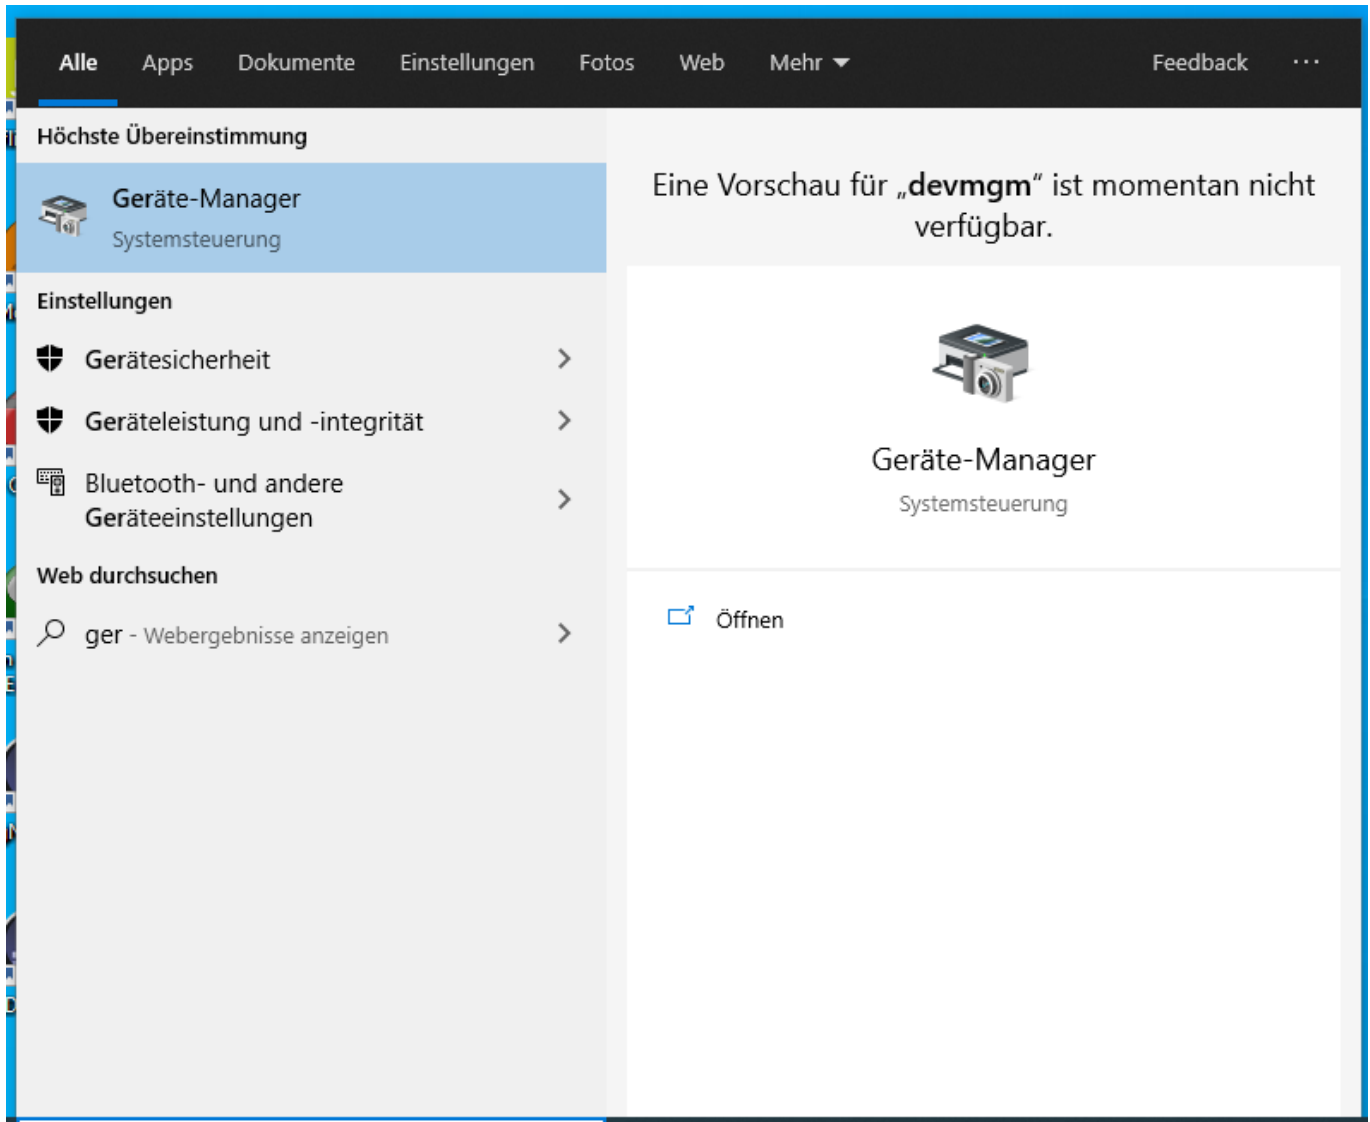 Alle Apps Dokumente Einstellungen Fotos Web Mehr Feedback ...
Höchste Übereinstimmung
Geräte-Manager
Systemsteuerung
Einstellungen
Gerätesicherheit
Geräteleistung und -integrität
Bluetooth- und andere
Geräteeinstellungen
Web durchsuchen
ger - Webergebnisse anzeigen
Eine Vorschau für „devmgm“ ist momentan nicht
verfügbar.
Geräte-Manager
Systemsteuerung
Öffnen